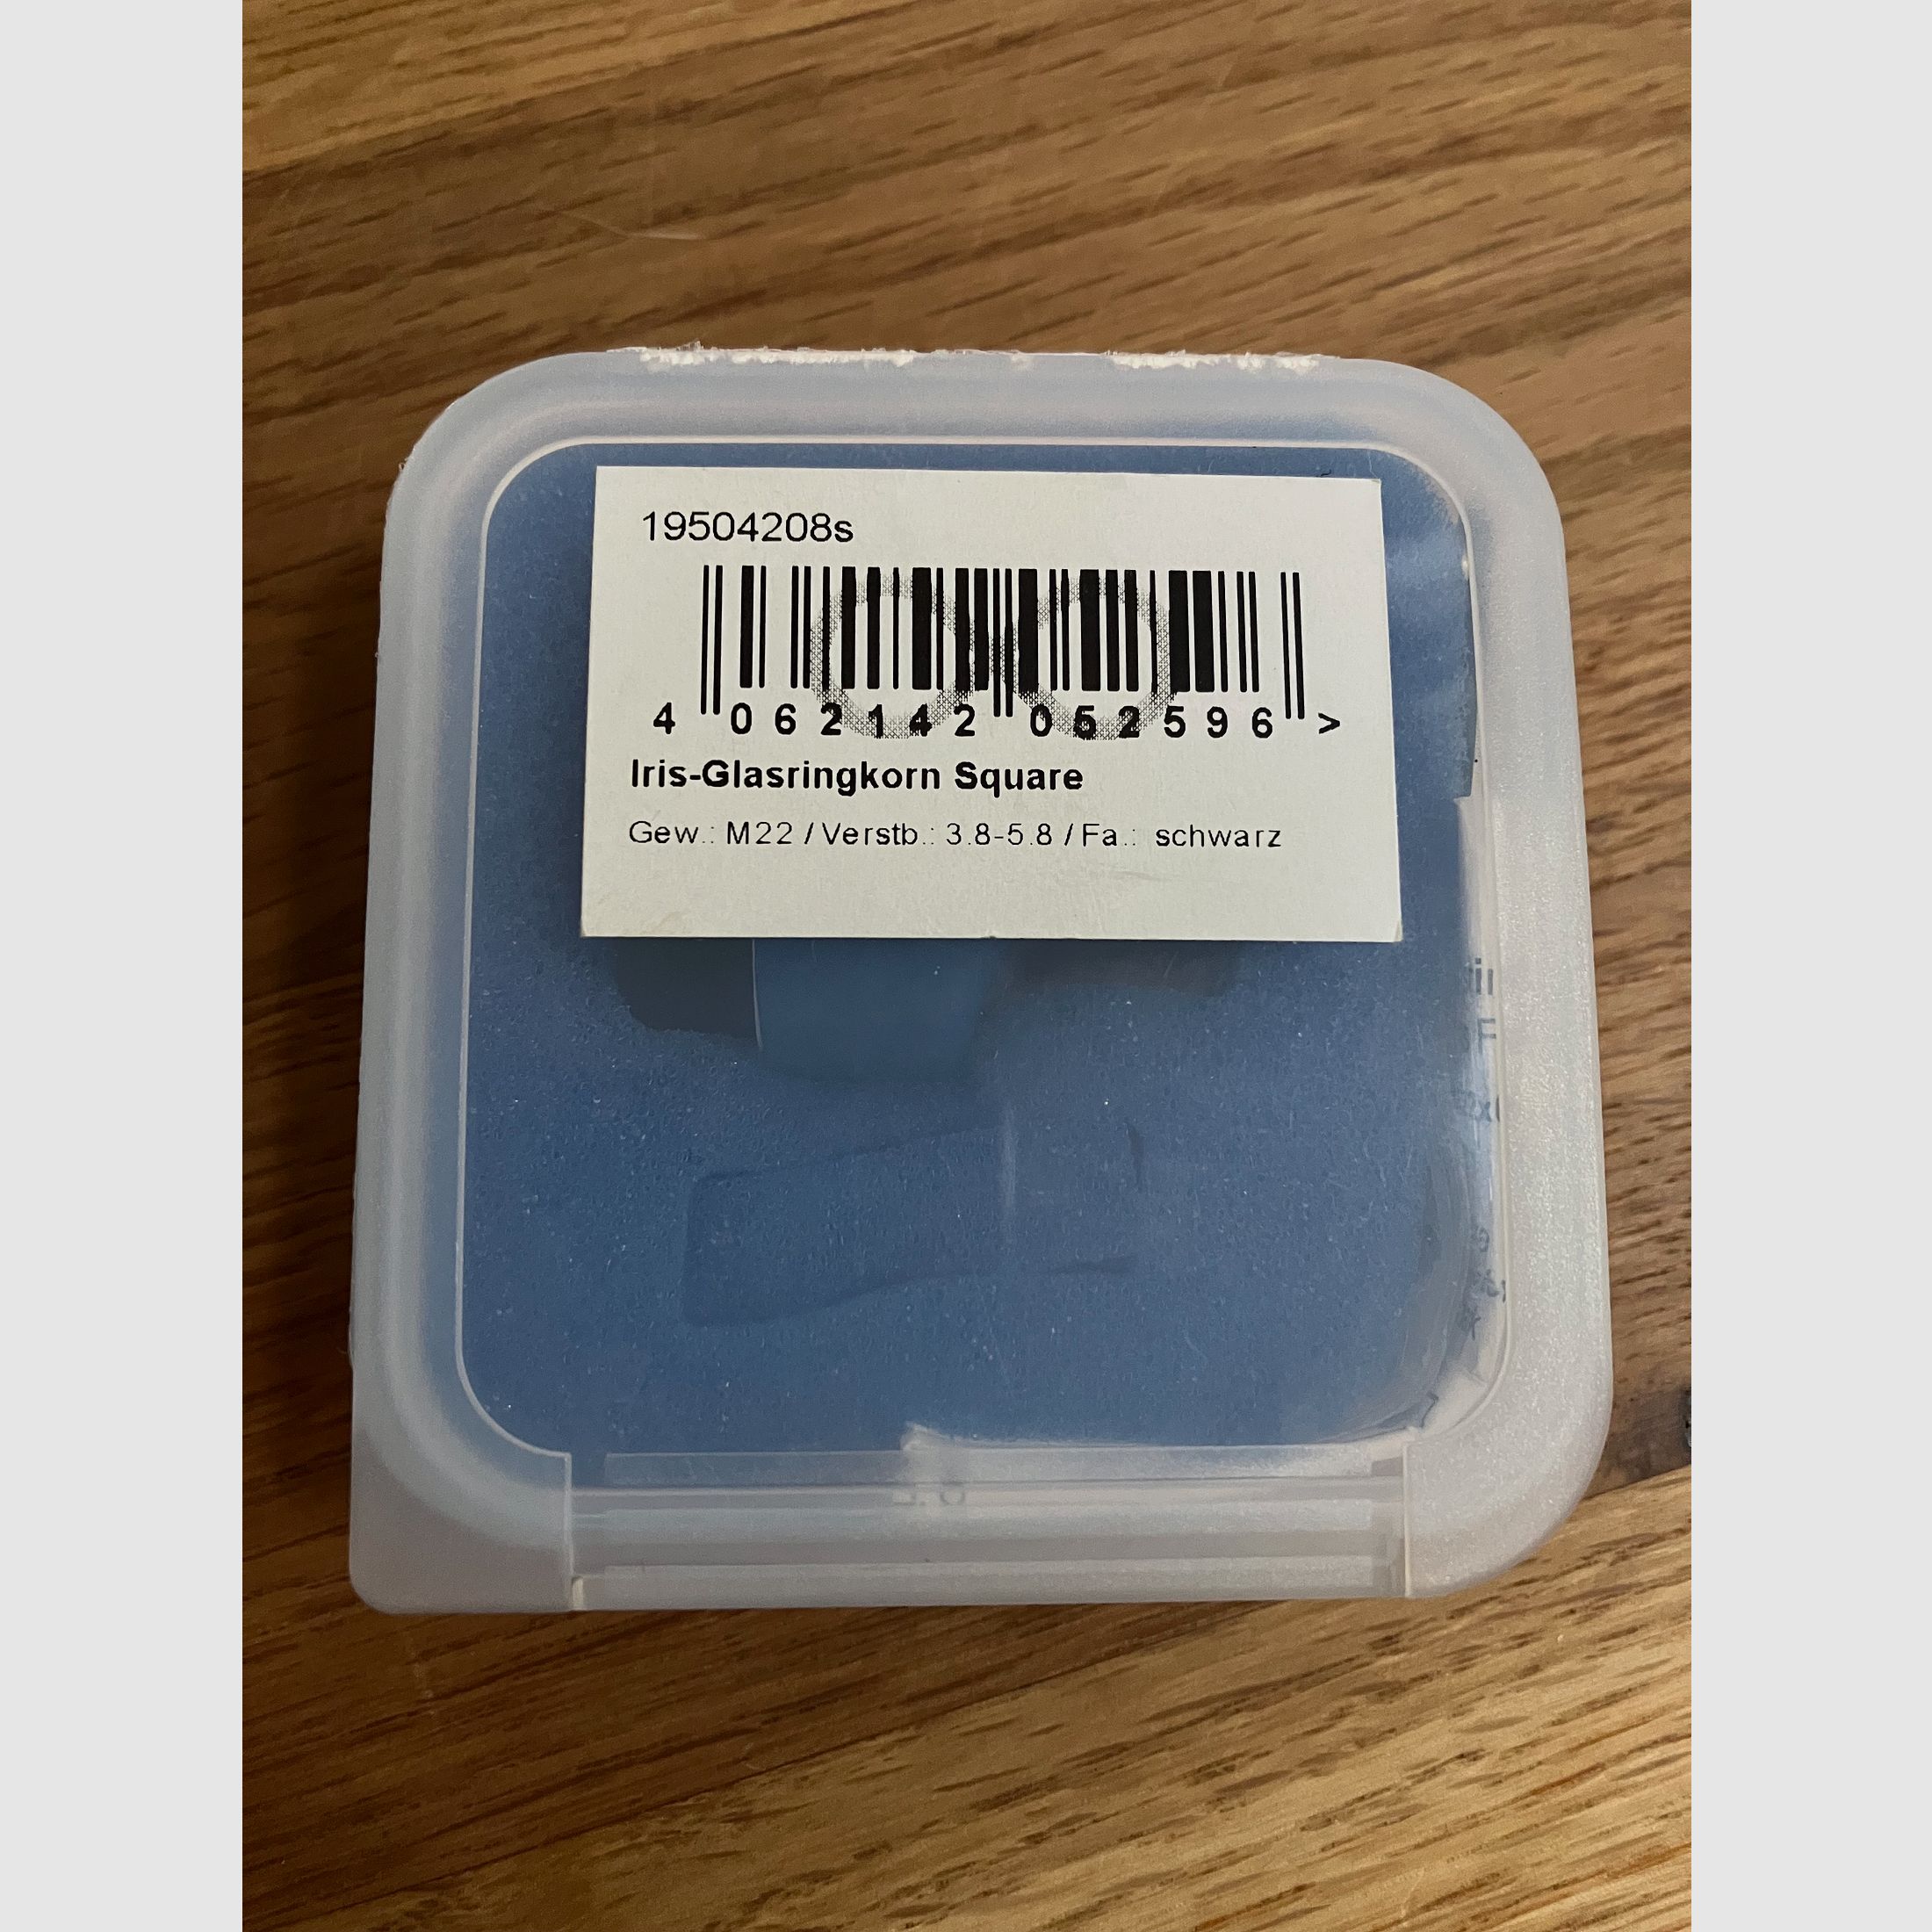 19504208s
4 062142 052596 >
Iris-Glasringkorn Square
Gew.: M22 / Verstb.: 3.8-5.8 / Fa.: schwarz